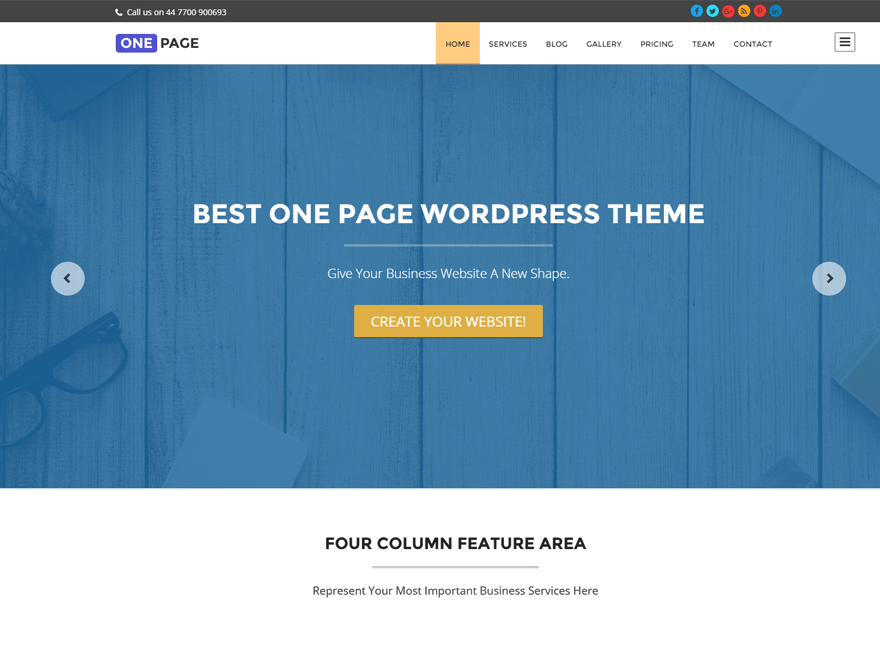 Call us on 44 7700 900693
ONE PAGE
HOME SERVICES BLOG GALLERY PRICING TEAM CONTACT
BEST ONE PAGE WORDPRESS THEME
Give Your Business Website A New Shape.
CREATE YOUR WEBSITE!
FOUR COLUMN FEATURE AREA
Represent Your Most Important Business Services Here